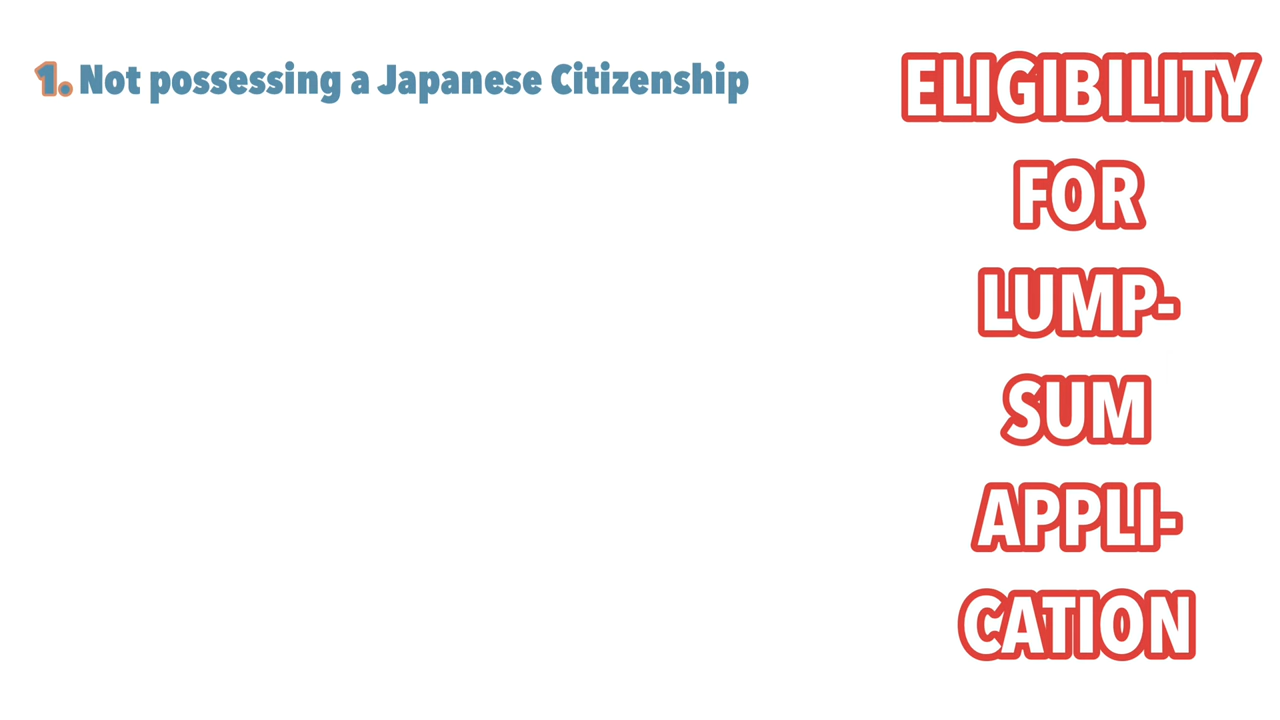 1. Not possessing a Japanese Citizenship
ELIGIBILITY
FOR
LUMP-
SUM
APPLI-
CATION